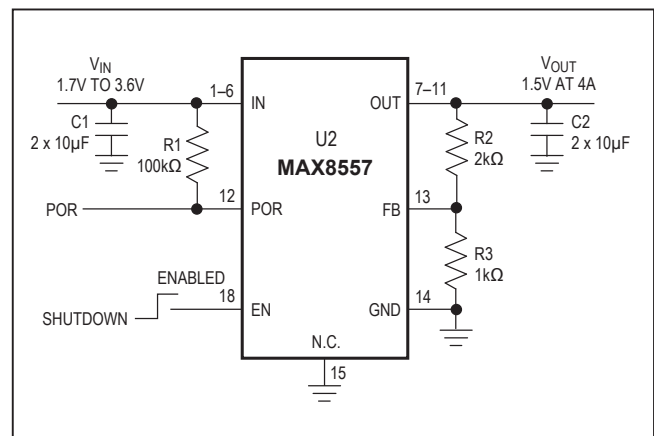 VIN
1.7V TO 3.6V
1–6
IN
C1
2 x 10µF
R1
100kΩ
POR
12
POR
ENABLED
SHUTDOWN
18
EN
U2
MAX8557
N.C.
15
OUT
7–11
VOUT
1.5V AT 4A
R2
2kΩ
C2
2 x 10µF
FB
13
R3
1kΩ
GND
14